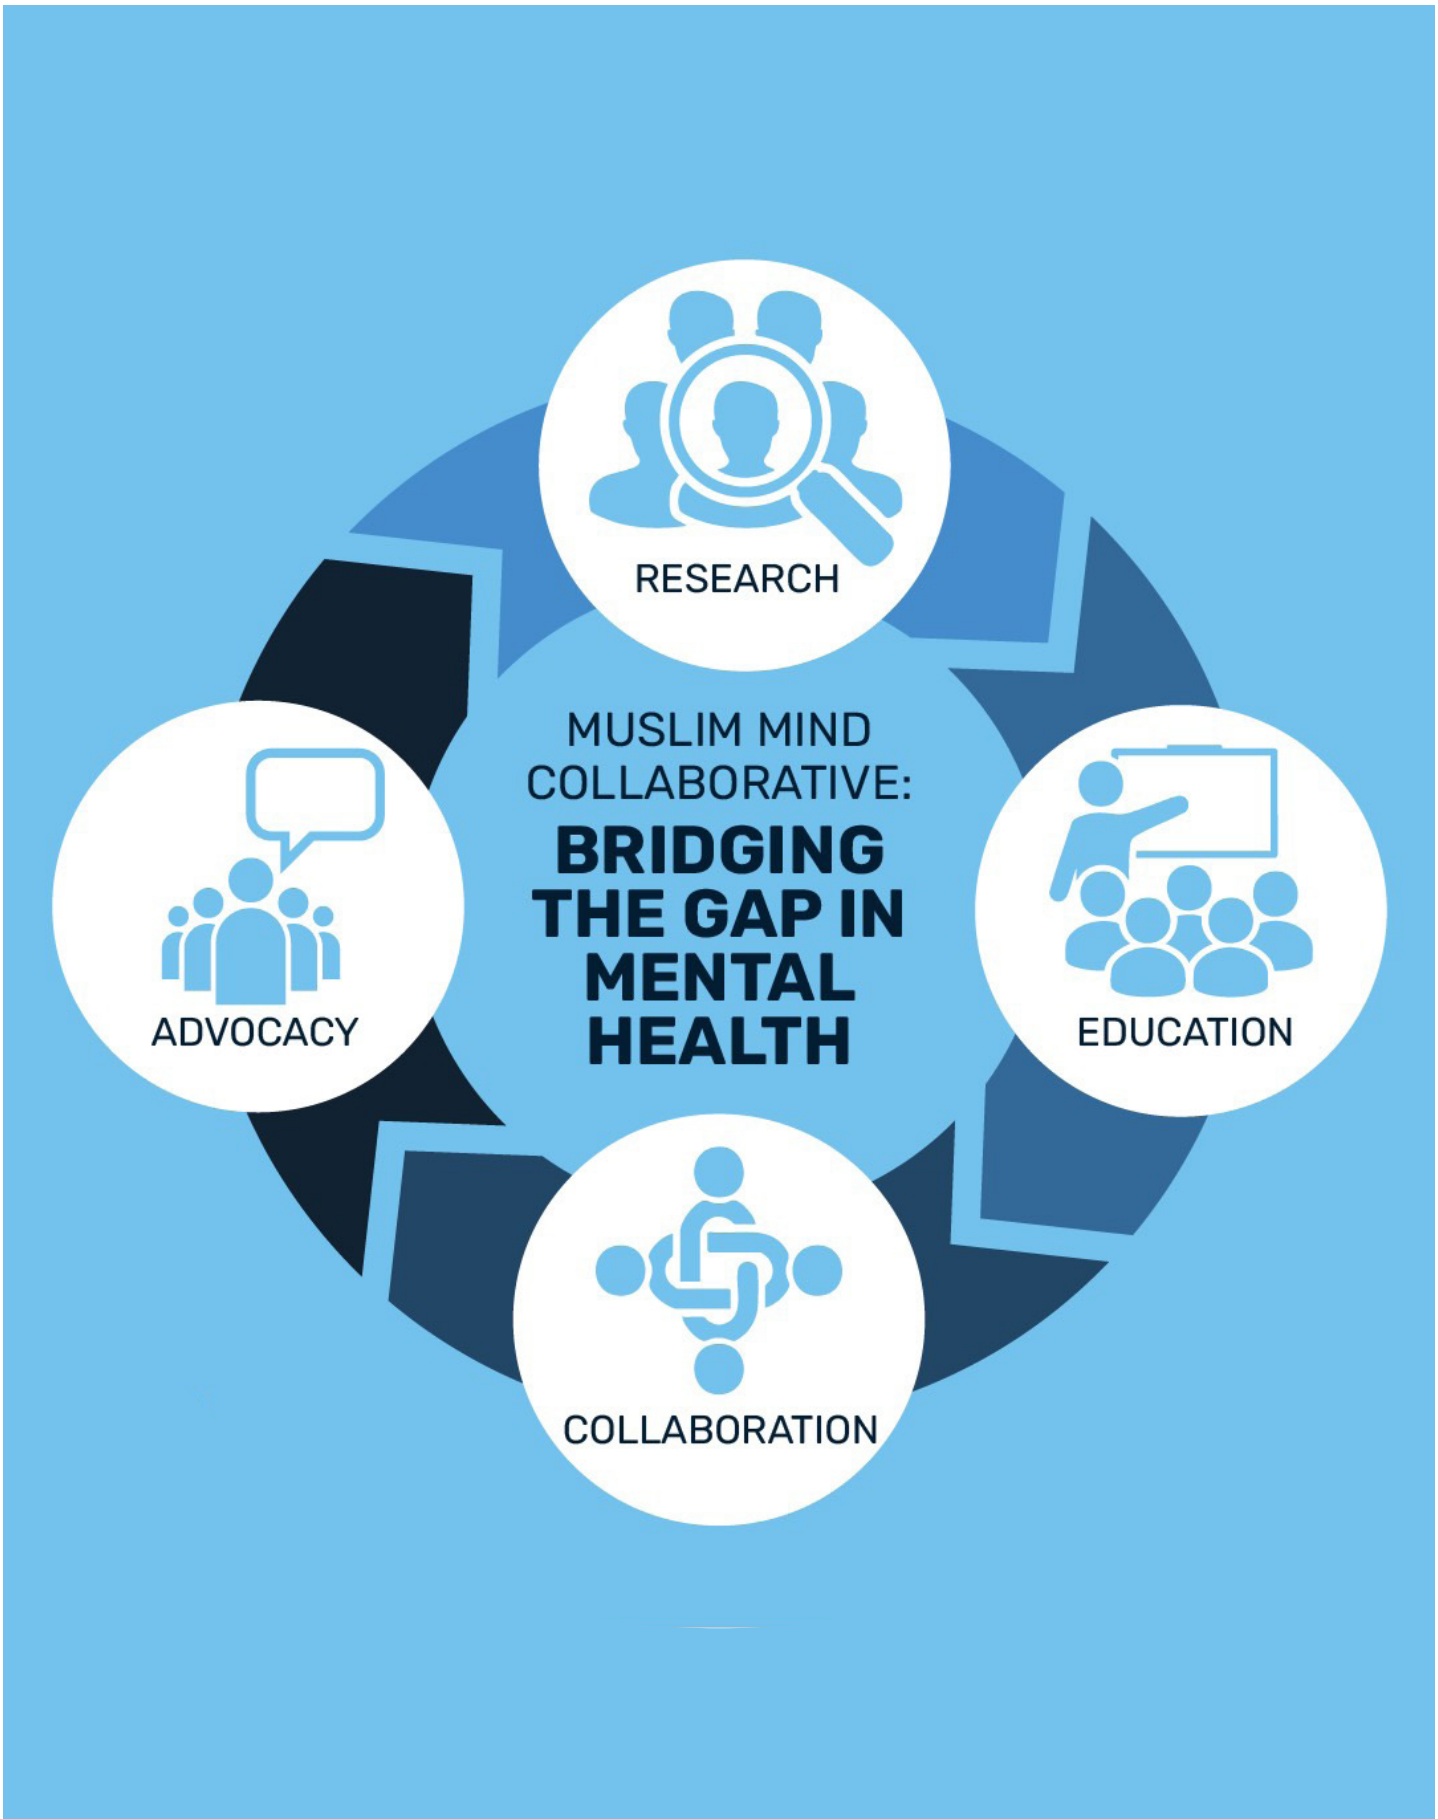 RESEARCH
MUSLIM MIND
COLLABORATIVE:
BRIDGING
THE GAP IN
MENTAL
HEALTH
ADVOCACY
EDUCATION
COLLABORATION